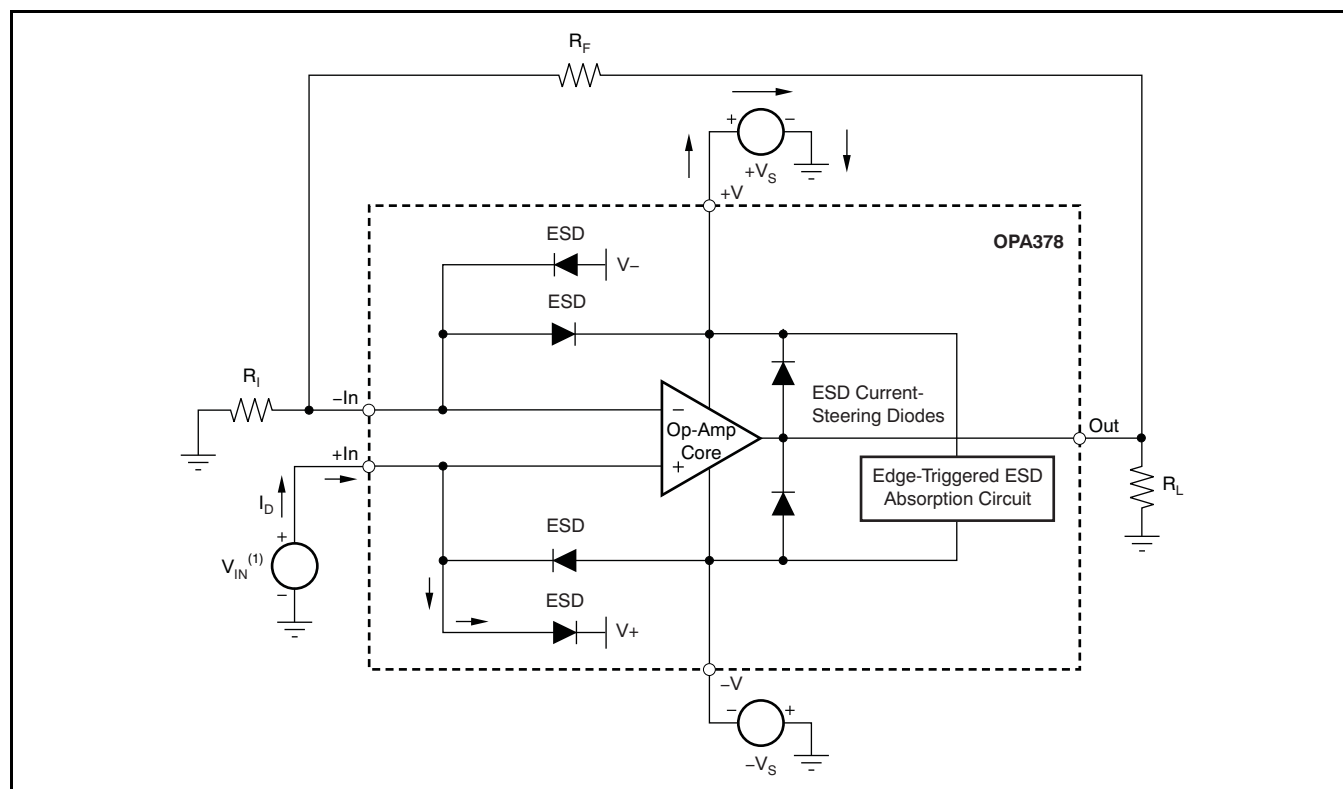 R_F
+ −
+V_S
+V
OPA378
ESD
V−
ESD
R_I
−In
−
Op-Amp
Core
+
ESD Current-
Steering Diodes
Out
+In
I_D
Edge-Triggered ESD
Absorption Circuit
R_L
+
V_IN^(1)
−
ESD
ESD
V+
−V
− +
−V_S